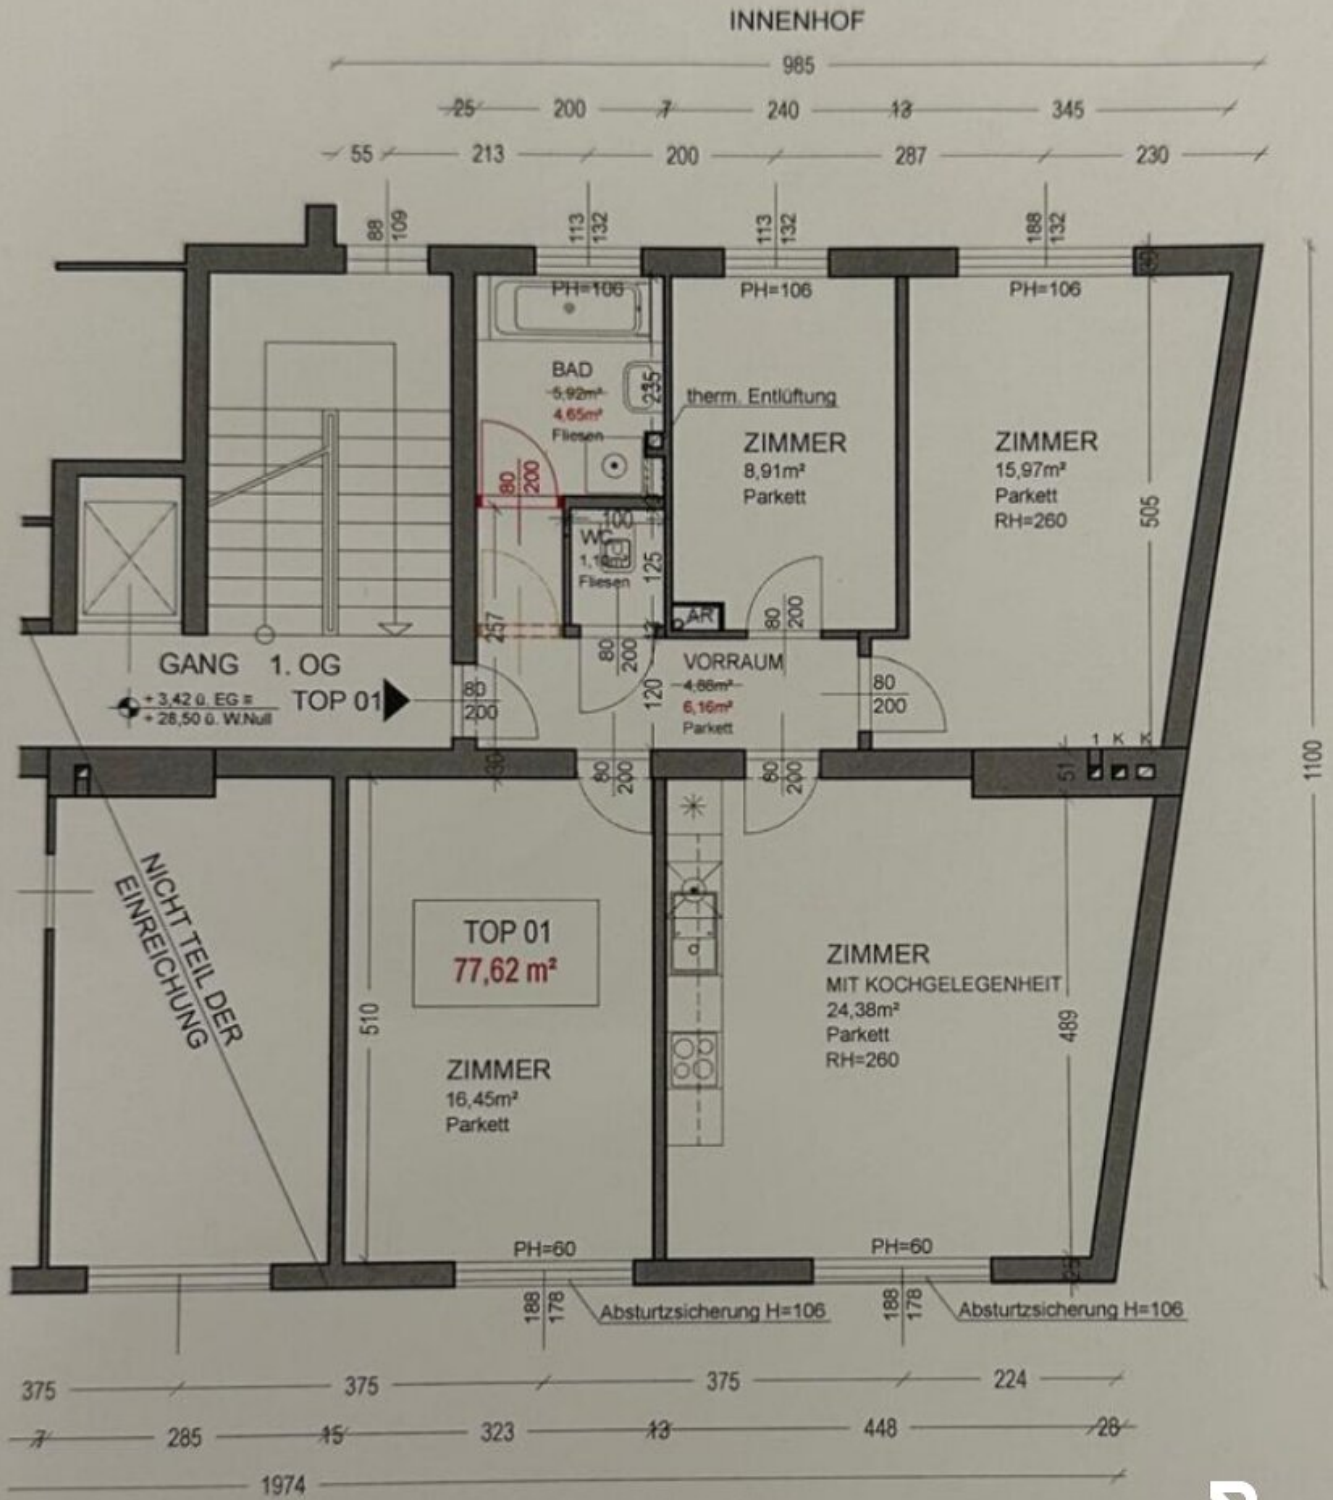 INNENHOF
985
25 200 7 240 13 345
55 213 200 287 230
88
109
113
132
113
132
188
132
PH=106
PH=106
PH=106
BAD
5,92m²
4,65m²
Fliesen
235
therm. Entlüftung
ZIMMER
8,91m²
Parkett
ZIMMER
15,97m²
Parkett
RH=260
505
80
200
100
WC
Fliesen
125
257
AR
80
200
80
200
GANG 1. OG
+ 3,42 ü. EG =
+ 28,50 ü. W.Null
TOP 01
80
200
120
VORRAUM
4,88m²
6,16m²
Parkett
80
200
1 K K
51
30
80
200
80
200
1100
NICHT TEIL DER
EINREICHUNG
TOP 01
77,62 m²
510
ZIMMER
16,45m²
Parkett
ZIMMER
MIT KOCHGELEGENHEIT
24,38m²
Parkett
RH=260
489
PH=60
PH=60
188
178
Absturtzsicherung H=106
188
178
Absturtzsicherung H=106
375 375 375 224
7 285 15 323 13 448 28
1974